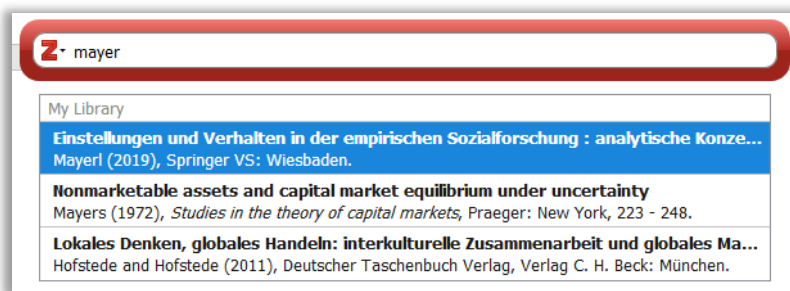 Z mayer
My Library
Einstellungen und Verhalten in der empirischen Sozialforschung : analytische Konze...
Mayerl (2019), Springer VS: Wiesbaden.
Nonmarketable assets and capital market equilibrium under uncertainty
Mayers (1972), Studies in the theory of capital markets, Praeger: New York, 223 - 248.
Lokales Denken, globales Handeln: interkulturelle Zusammenarbeit und globales Ma...
Hofstede and Hofstede (2011), Deutscher Taschenbuch Verlag, Verlag C. H. Beck: München.